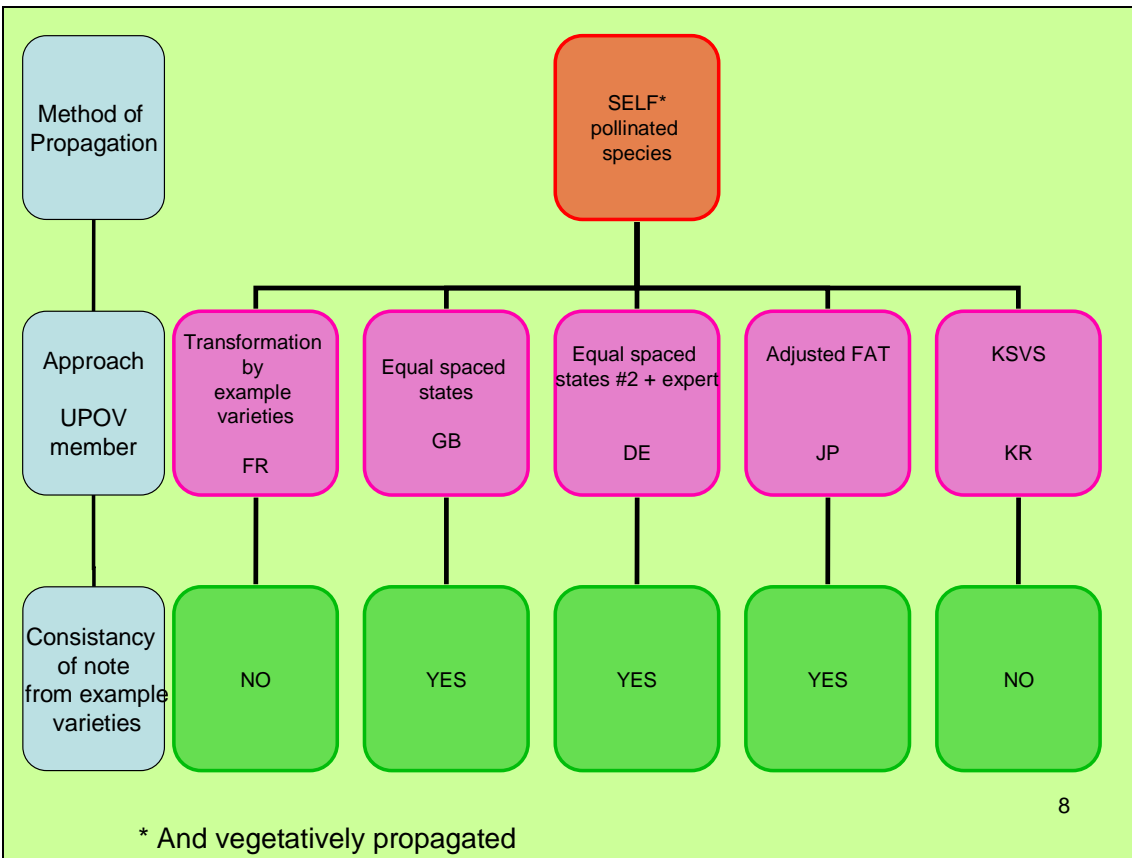 Method of
Propagation
SELF*
pollinated
species
Approach
UPOV
member
Transformation
by
example
varieties
FR
Equal spaced
states
GB
Equal spaced
states #2 + expert
DE
Adjusted FAT
JP
KSVS
KR
Consistancy
of note
from example
varieties
NO
YES
YES
YES
NO
8
* And vegetatively propagated